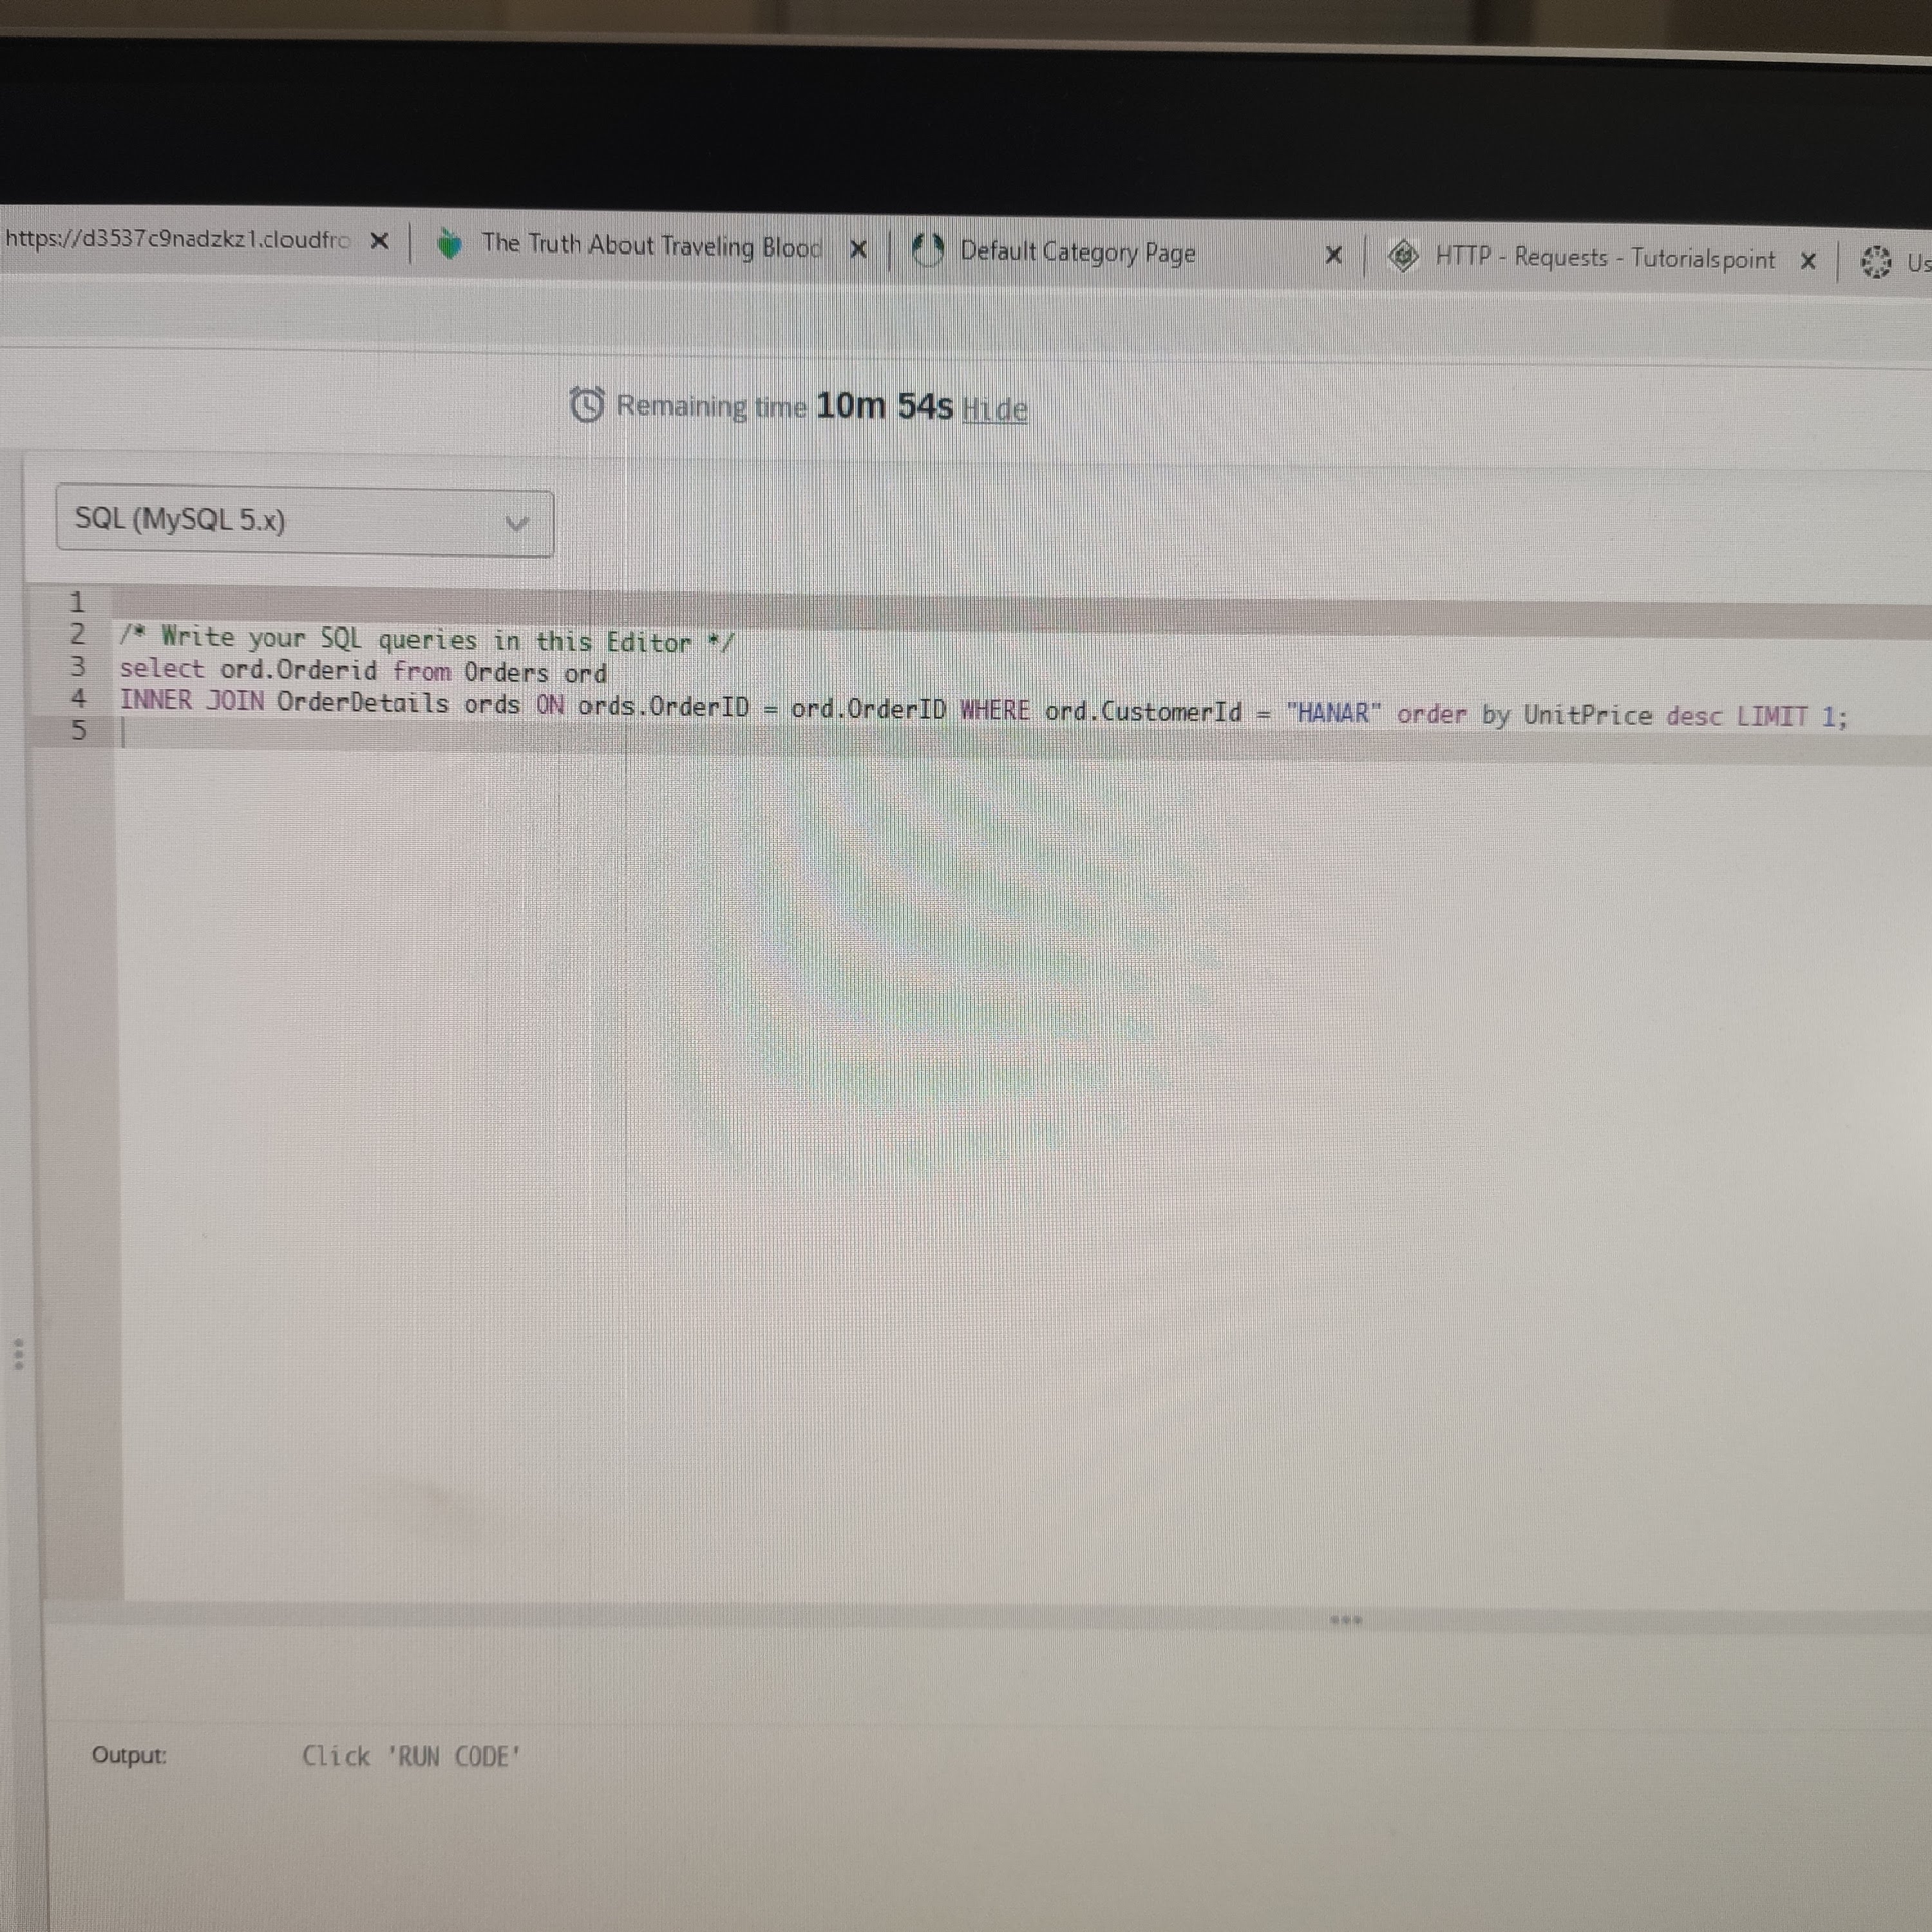 https://d3537c9nadzkz1.cloudfro The Truth About Traveling Blood Default Category Page HTTP - Requests - Tutorialspoint Us
Remaining time 10m 54s Hide
SQL (MySQL 5.x)
1
2 /* Write your SQL queries in this Editor */
3 select ord.Orderid from Orders ord
4 INNER JOIN OrderDetails ords ON ords.OrderID = ord.OrderID WHERE ord.CustomerId = "HANAR" order by UnitPrice desc LIMIT 1;
5
Output: Click 'RUN CODE'